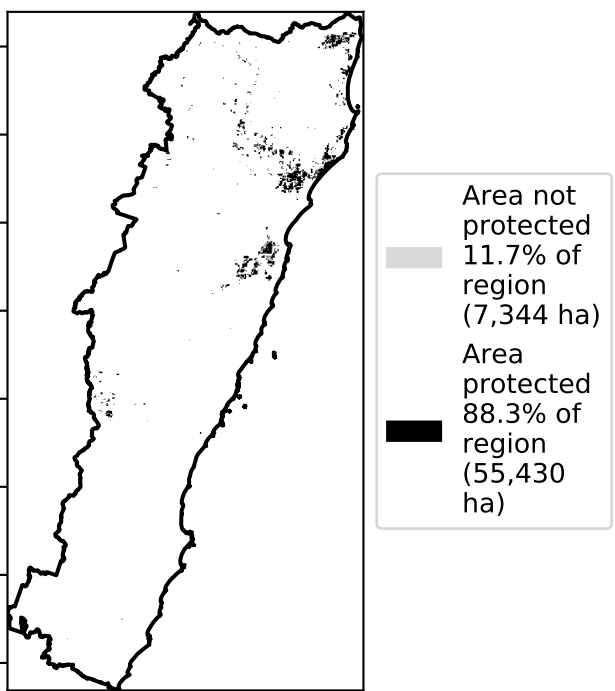 Area not
protected
11.7% of
region
(7,344 ha)
Area
protected
88.3% of
region
(55,430
ha)